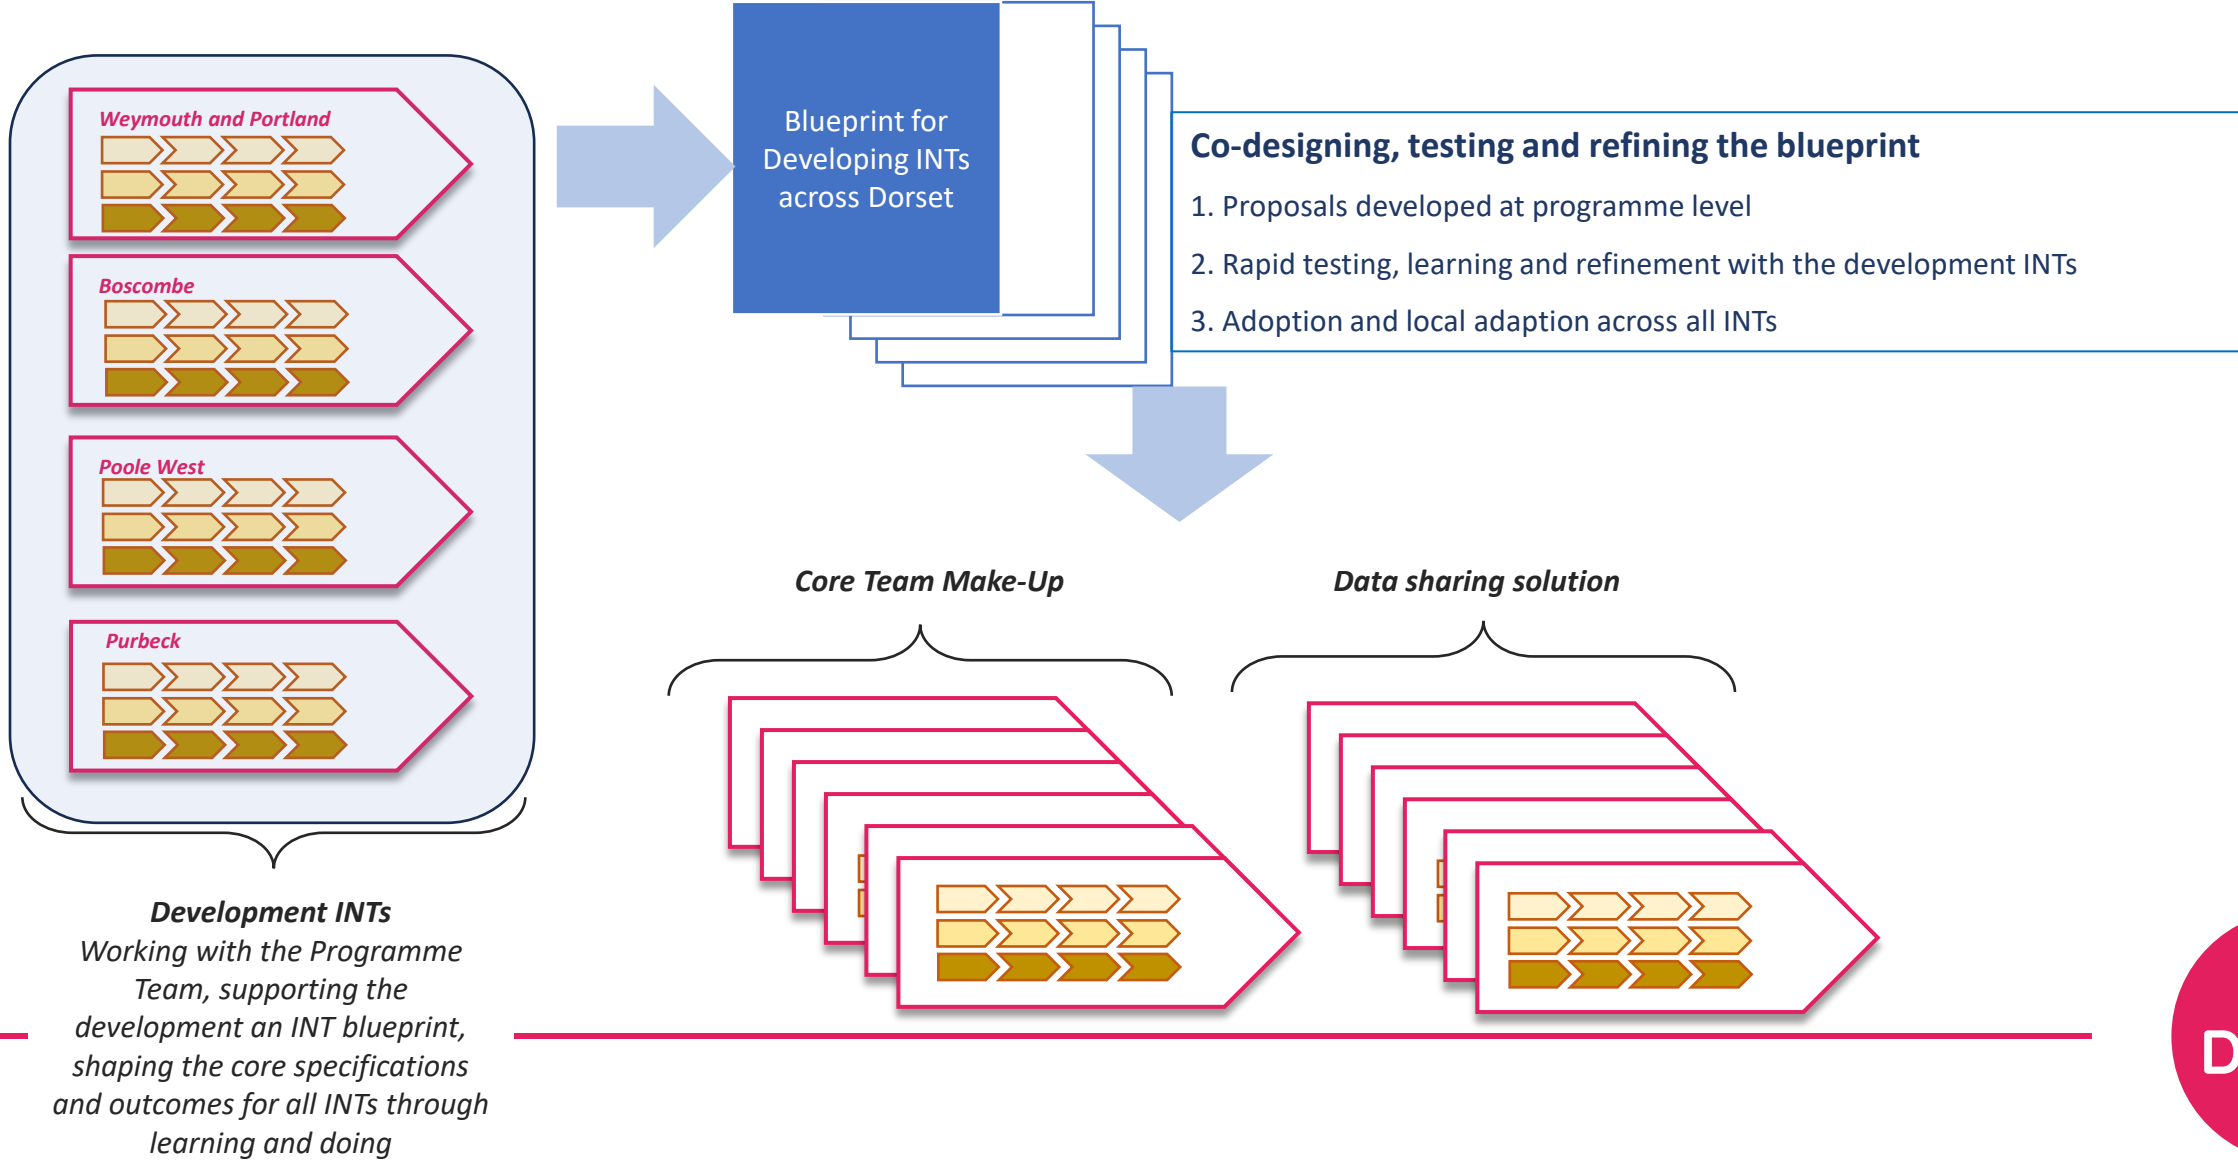 Weymouth and Portland
Boscombe
Poole West
Purbeck
Development INTs
Working with the Programme
Team, supporting the
development an INT blueprint,
shaping the core specifications
and outcomes for all INTs through
learning and doing
Blueprint for
Developing INTs
across Dorset
Co-designing, testing and refining the blueprint
1. Proposals developed at programme level
2. Rapid testing, learning and refinement with the development INTs
3. Adoption and local adaption across all INTs
Core Team Make-Up
Data sharing solution